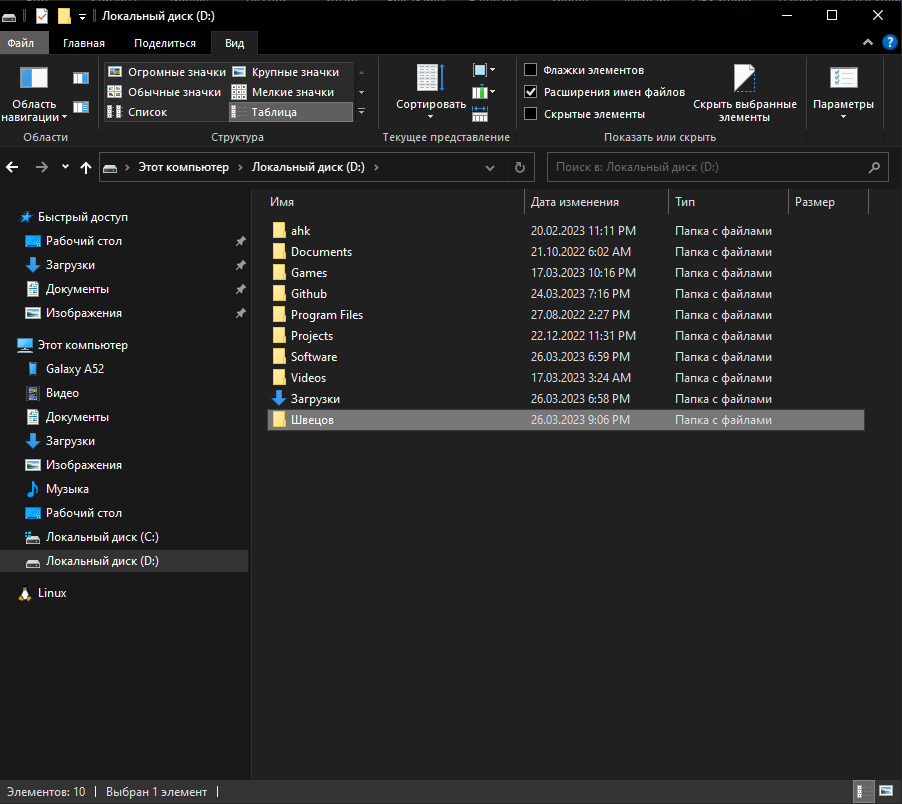 Локальный диск (D:)
Файл Главная Поделиться Вид
Огромные значки Крупные значки Флажки элементов
Обычные значки Мелкие значки Расширения имен файлов
Список Таблица Скрытые элементы
Область навигации
Сортировать
Скрыть выбранные элементы
Параметры
Области Структура Текущее представление Показать или скрыть
Этот компьютер Локальный диск (D:) Поиск в: Локальный диск (D:)
Быстрый доступ
Рабочий стол
Загрузки
Документы
Изображения
Этот компьютер
Galaxy A52
Видео
Документы
Загрузки
Изображения
Музыка
Рабочий стол
Локальный диск (C:)
Локальный диск (D:)
Linux
Имя Дата изменения Тип Размер
ahk 20.02.2023 11:11 PM Папка с файлами
Documents 21.10.2022 6:02 AM Папка с файлами
Games 17.03.2023 10:16 PM Папка с файлами
Github 24.03.2023 7:16 PM Папка с файлами
Program Files 27.08.2022 2:27 PM Папка с файлами
Projects 22.12.2022 11:31 PM Папка с файлами
Software 26.03.2023 6:59 PM Папка с файлами
Videos 17.03.2023 3:24 AM Папка с файлами
Загрузки 26.03.2023 6:58 PM Папка с файлами
Швецов 26.03.2023 9:06 PM Папка с файлами
Элементов: 10 Выбран 1 элемент